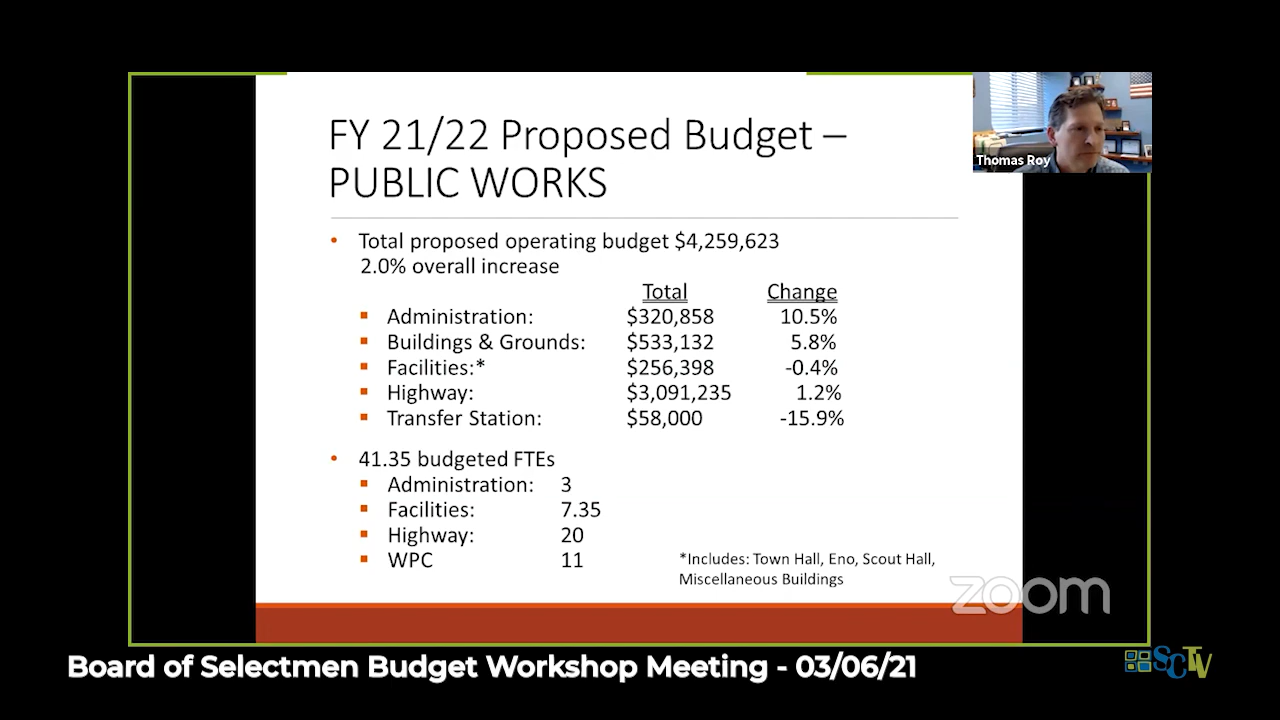 FY 21/22 Proposed Budget –
PUBLIC WORKS
Thomas Roy
• Total proposed operating budget $4,259,623
2.0% overall increase
Total Change
▪ Administration: $320,858 10.5%
▪ Buildings & Grounds: $533,132 5.8%
▪ Facilities:* $256,398 -0.4%
▪ Highway: $3,091,235 1.2%
▪ Transfer Station: $58,000 -15.9%
• 41.35 budgeted FTEs
▪ Administration: 3
▪ Facilities: 7.35
▪ Highway: 20
▪ WPC 11
*Includes: Town Hall, Eno, Scout Hall,
Miscellaneous Buildings
zoom
Board of Selectmen Budget Workshop Meeting - 03/06/21
SCTV